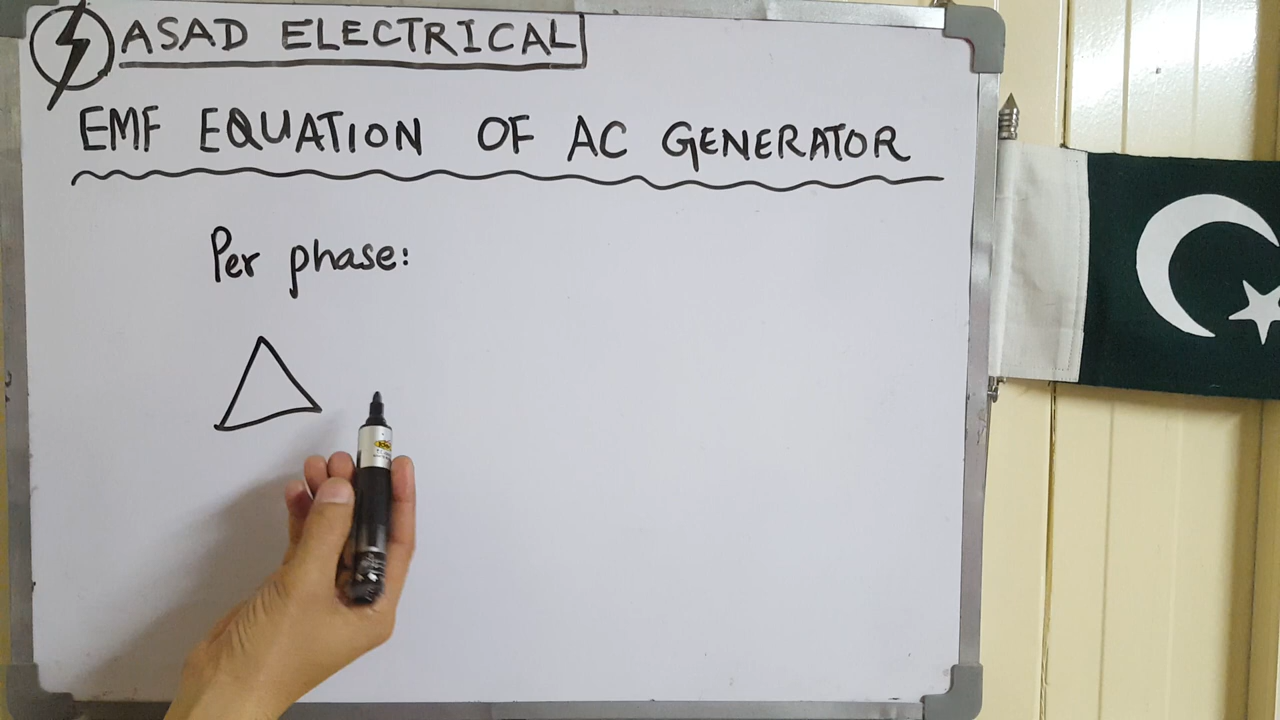 ASAD ELECTRICAL
EMF EQUATION OF AC GENERATOR
Per phase: